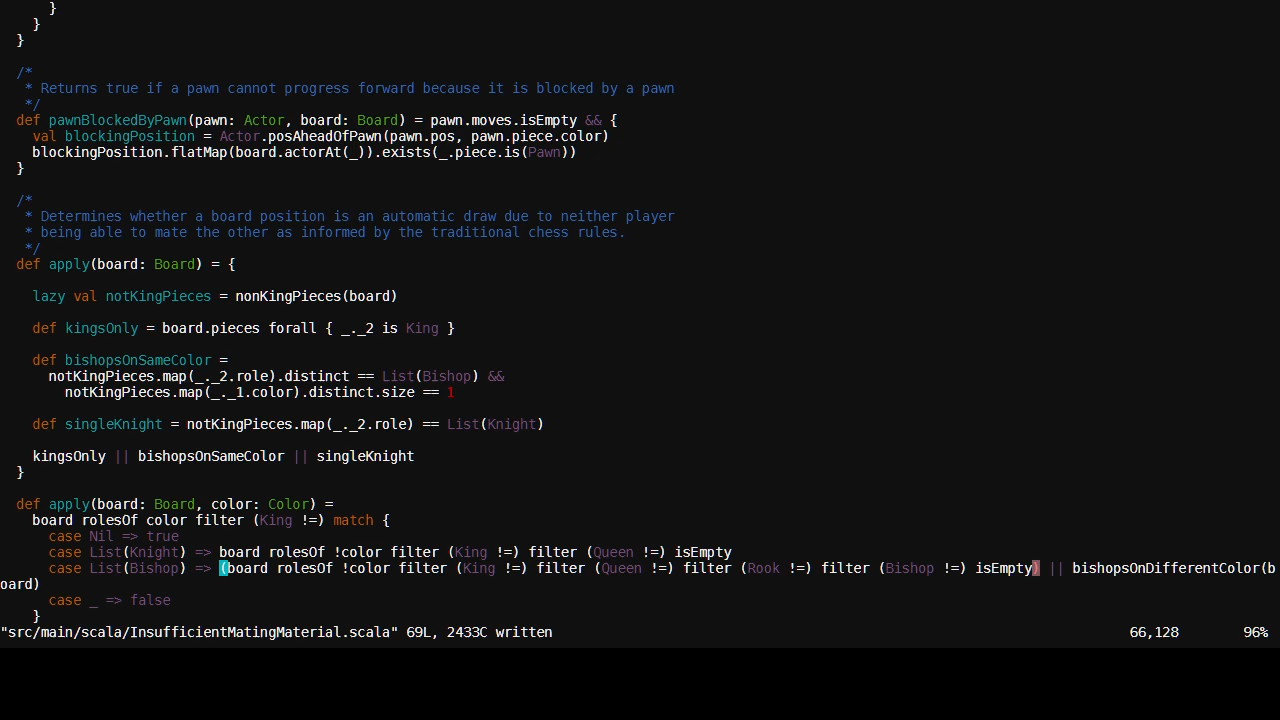 }
    }
  }

  /*
   * Returns true if a pawn cannot progress forward because it is blocked by a pawn
   */
  def pawnBlockedByPawn(pawn: Actor, board: Board) = pawn.moves.isEmpty && {
    val blockingPosition = Actor.posAheadOfPawn(pawn.pos, pawn.piece.color)
    blockingPosition.flatMap(board.actorAt(_)).exists(_.piece.is(Pawn))
  }

  /*
   * Determines whether a board position is an automatic draw due to neither player
   * being able to mate the other as informed by the traditional chess rules.
   */
  def apply(board: Board) = {

    lazy val notKingPieces = nonKingPieces(board)

    def kingsOnly = board.pieces forall { _._2 is King }

    def bishopsOnSameColor =
      notKingPieces.map(_._2.role).distinct == List(Bishop) &&
        notKingPieces.map(_._1.color).distinct.size == 1

    def singleKnight = notKingPieces.map(_._2.role) == List(Knight)

    kingsOnly || bishopsOnSameColor || singleKnight
  }

  def apply(board: Board, color: Color) =
    board rolesOf color filter (King !=) match {
      case Nil => true
      case List(Knight) => board rolesOf !color filter (King !=) filter (Queen !=) isEmpty
      case List(Bishop) => (board rolesOf !color filter (King !=) filter (Queen !=) filter (Rook !=) filter (Bishop !=) isEmpty) || bishopsOnDifferentColor(b
oard)
      case _ => false
    }
"src/main/scala/InsufficientMatingMaterial.scala" 69L, 2433C written 66,128 96%